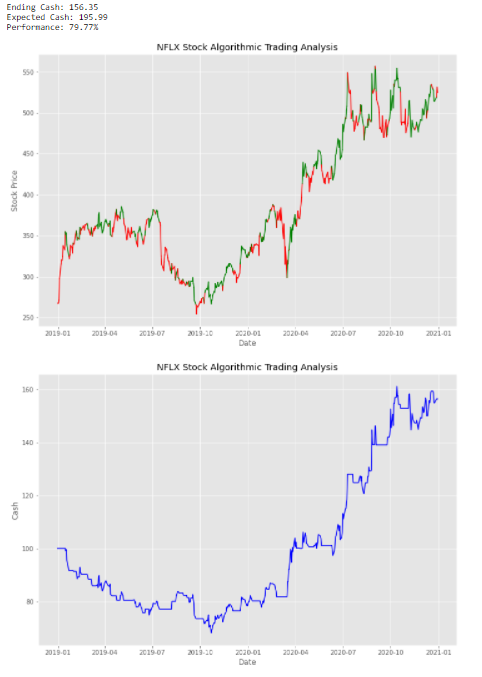 Ending Cash: 156.35
Expected Cash: 195.99
Performance: 79.77%
NFLX Stock Algorithmic Trading Analysis
Stock Price
550
500
450
400
350
300
250
2019-01 2019-04 2019-07 2019-10 2020-01 2020-04 2020-07 2020-10 2021-01
Date
NFLX Stock Algorithmic Trading Analysis
Cash
160
140
120
100
80
2019-01 2019-04 2019-07 2019-10 2020-01 2020-04 2020-07 2020-10 2021-01
Date